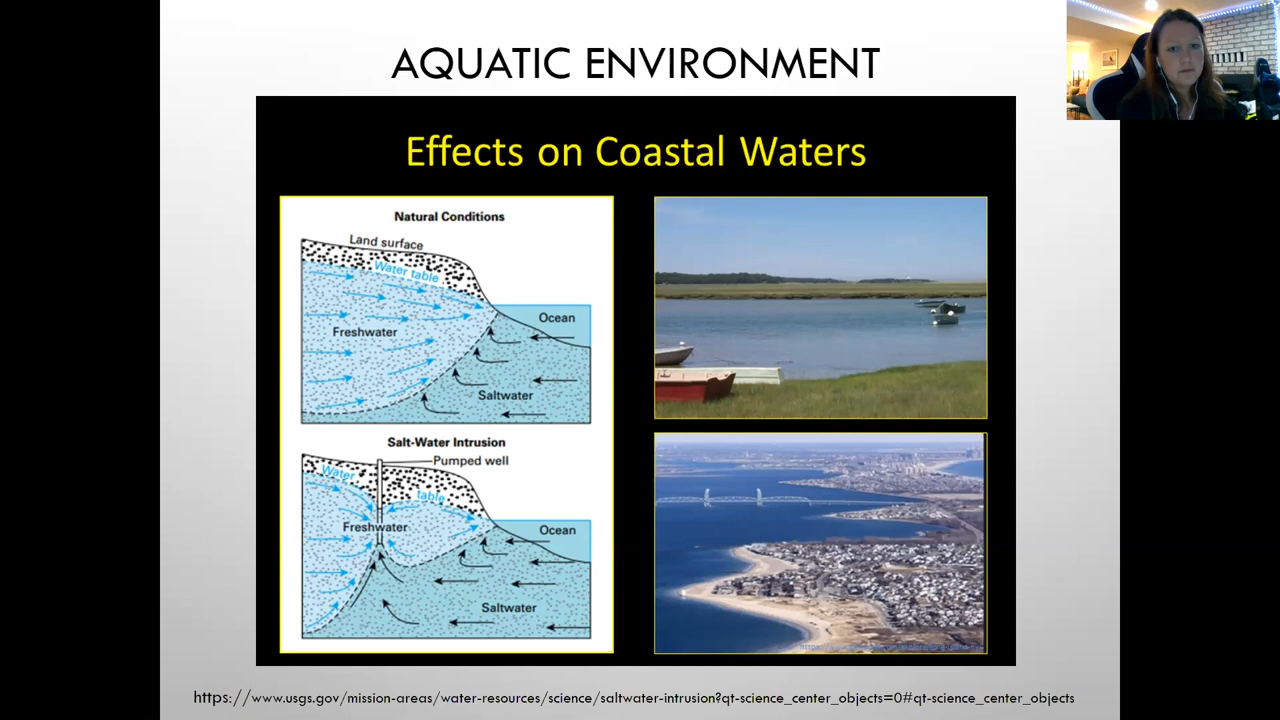 AQUATIC ENVIRONMENT
Effects on Coastal Waters
Natural Conditions
Land surface
Water table
Ocean
Freshwater
Saltwater
Salt-Water Intrusion
Pumped well
Water
table
Freshwater
Ocean
Saltwater
https://www.usgs.gov/mission-areas/water-resources/science/saltwater-intrusion?qt-science_center_objects=0#qt-science_center_objects